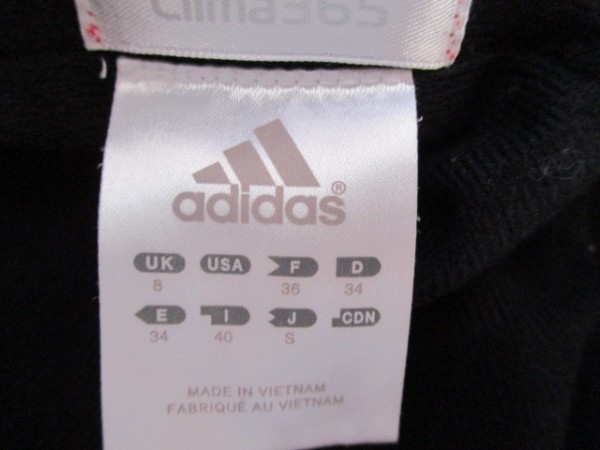 Clima365
adidas®
UK USA F D
8 36 34
E I J CDN
34 40 S
MADE IN VIETNAM
FABRIQUÉ AU VIETNAM